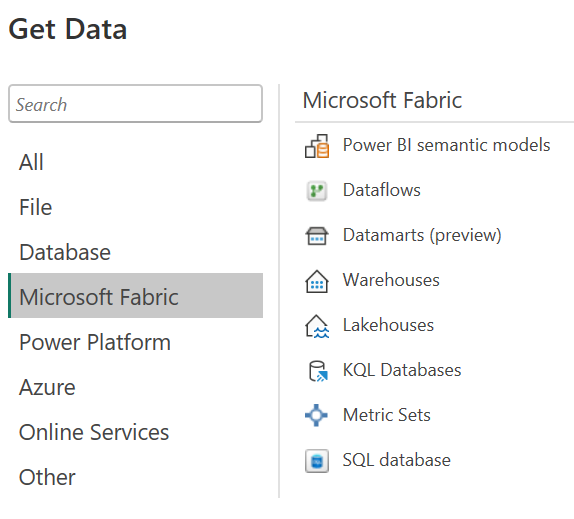 Get Data
Search
All
File
Database
Microsoft Fabric
Power Platform
Azure
Online Services
Other
Microsoft Fabric
Power BI semantic models
Dataflows
Datamarts (preview)
Warehouses
Lakehouses
KQL Databases
Metric Sets
SQL database